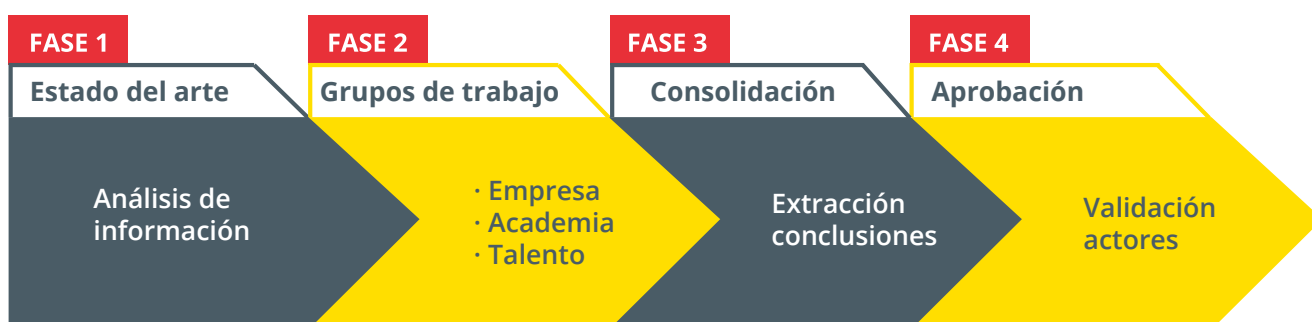 FASE 1
Estado del arte
Análisis de
información
FASE 2
Grupos de trabajo
· Empresa
· Academia
· Talento
FASE 3
Consolidación
Extracción
conclusiones
FASE 4
Aprobación
Validación
actores